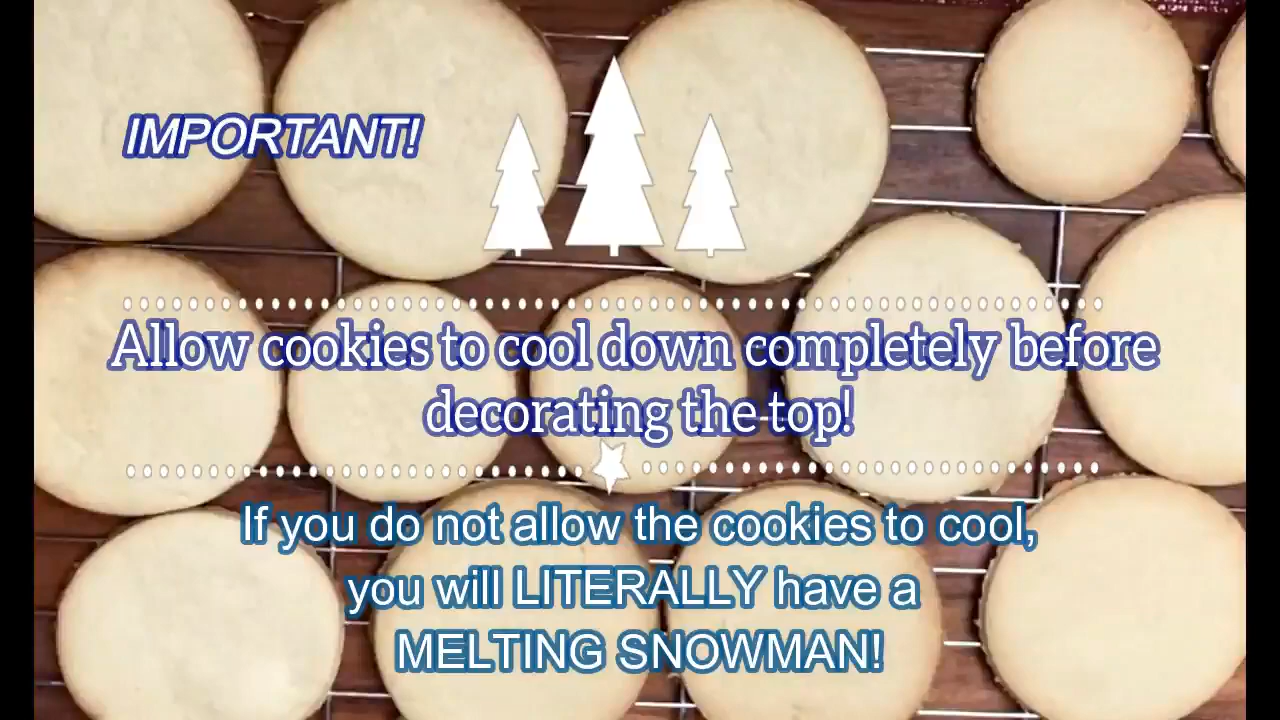 IMPORTANT!
Allow cookies to cool down completely before
decorating the top!
If you do not allow the cookies to cool,
you will LITERALLY have a
MELTING SNOWMAN!